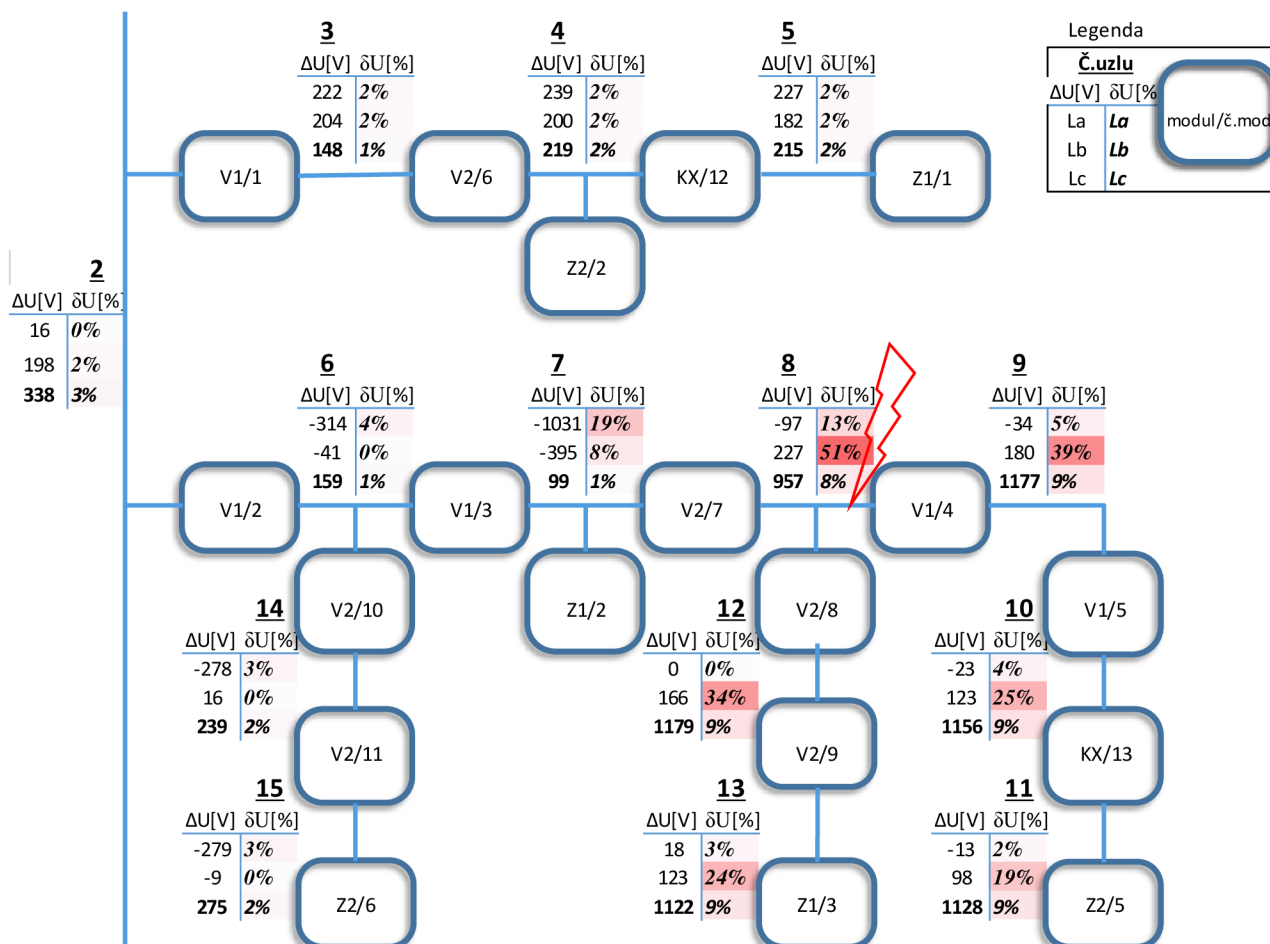 3
ΔU[V] δU[%]
222 2%
204 2%
148 1%
4
ΔU[V] δU[%]
239 2%
200 2%
219 2%
5
ΔU[V] δU[%]
227 2%
182 2%
215 2%
Legenda
Č.uzlu
ΔU[V] δU[%
La La
Lb Lb
Lc Lc
modul/č.mod
V1/1
V2/6
KX/12
Z1/1
Z2/2
2
ΔU[V] δU[%]
16 0%
198 2%
338 3%
6
ΔU[V] δU[%]
-314 4%
-41 0%
159 1%
7
ΔU[V] δU[%]
-1031 19%
-395 8%
99 1%
8
ΔU[V] δU[%]
-97 13%
227 51%
957 8%
9
ΔU[V] δU[%]
-34 5%
180 39%
1177 9%
V1/2
V1/3
V2/7
V1/4
14
ΔU[V] δU[%]
-278 3%
16 0%
239 2%
V2/10
Z1/2
12
ΔU[V] δU[%]
0 0%
166 34%
1179 9%
V2/8
10
ΔU[V] δU[%]
-23 4%
123 25%
1156 9%
V1/5
V2/11
V2/9
KX/13
15
ΔU[V] δU[%]
-279 3%
-9 0%
275 2%
Z2/6
13
ΔU[V] δU[%]
18 3%
123 24%
1122 9%
Z1/3
11
ΔU[V] δU[%]
-13 2%
98 19%
1128 9%
Z2/5